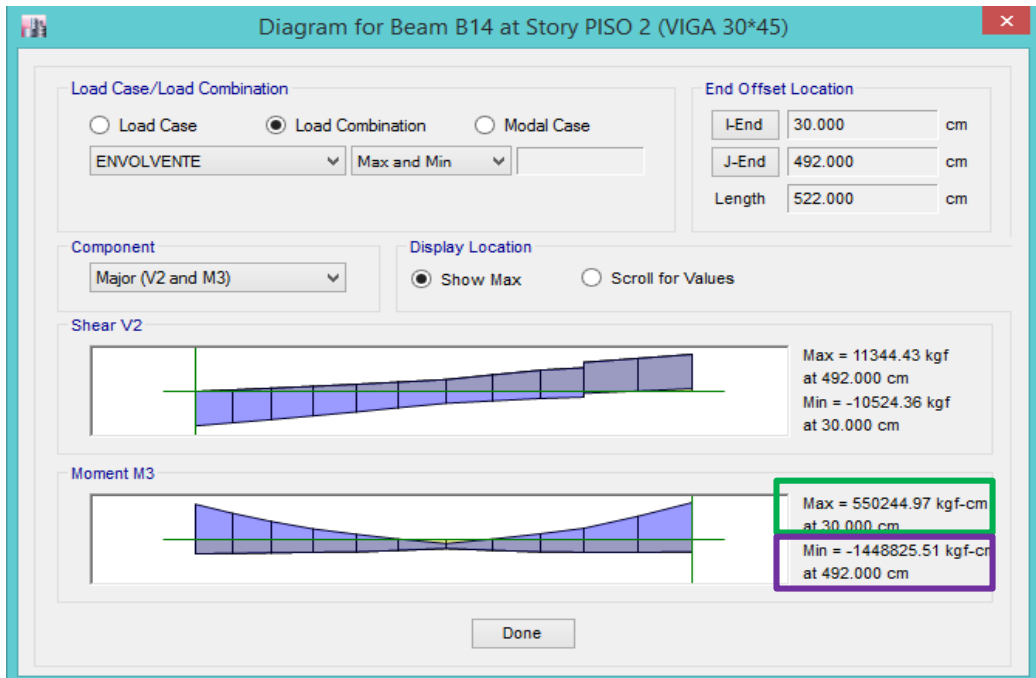 Diagram for Beam B14 at Story PISO 2 (VIGA 30*45)
Load Case/Load Combination
Load Case
Load Combination
Modal Case
ENVOLVENTE
Max and Min
End Offset Location
I-End
30.000
cm
J-End
492.000
cm
Length
522.000
cm
Component
Major (V2 and M3)
Display Location
Show Max
Scroll for Values
Shear V2
Max = 11344.43 kgf
at 492.000 cm
Min = -10524.36 kgf
at 30.000 cm
Moment M3
Max = 550244.97 kgf-cm
at 30.000 cm
Min = -1448825.51 kgf-cm
at 492.000 cm
Done